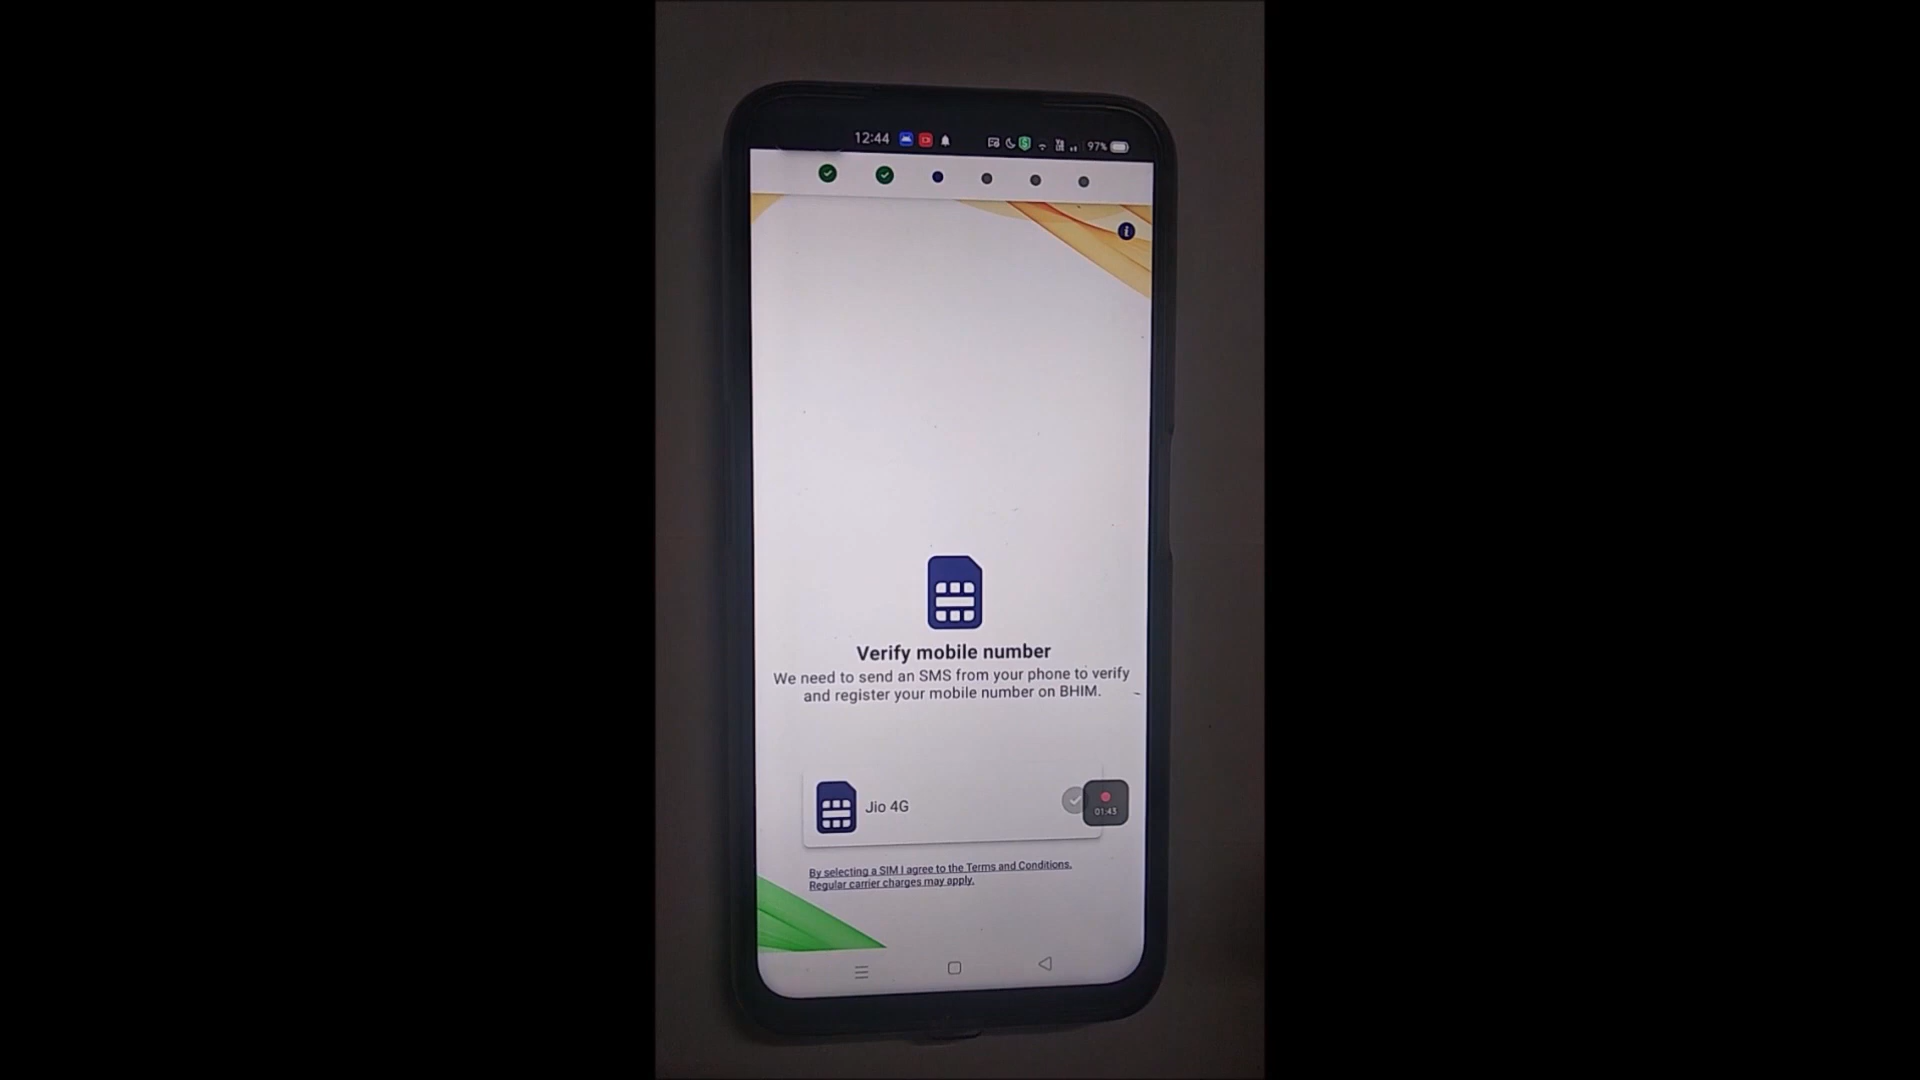 12:44
97%
Verify mobile number
We need to send an SMS from your phone to verify
and register your mobile number on BHIM.
Jio 4G
01:43
By selecting a SIM I agree to the Terms and Conditions.
Regular carrier charges may apply.